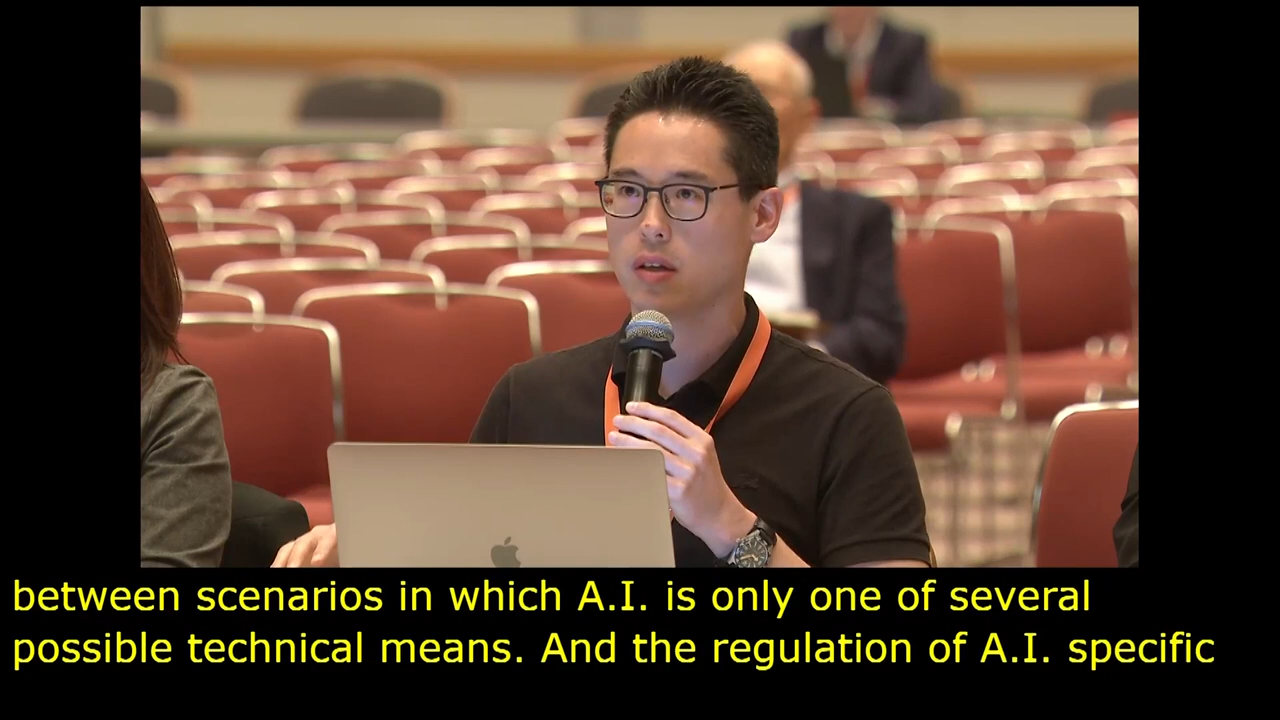 between scenarios in which A.I. is only one of several
possible technical means. And the regulation of A.I. specific